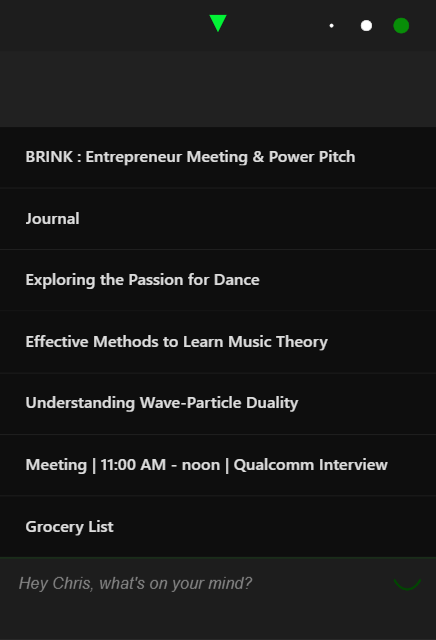 BRINK : Entrepreneur Meeting & Power Pitch
Journal
Exploring the Passion for Dance
Effective Methods to Learn Music Theory
Understanding Wave-Particle Duality
Meeting | 11:00 AM - noon | Qualcomm Interview
Grocery List
Hey Chris, what's on your mind?